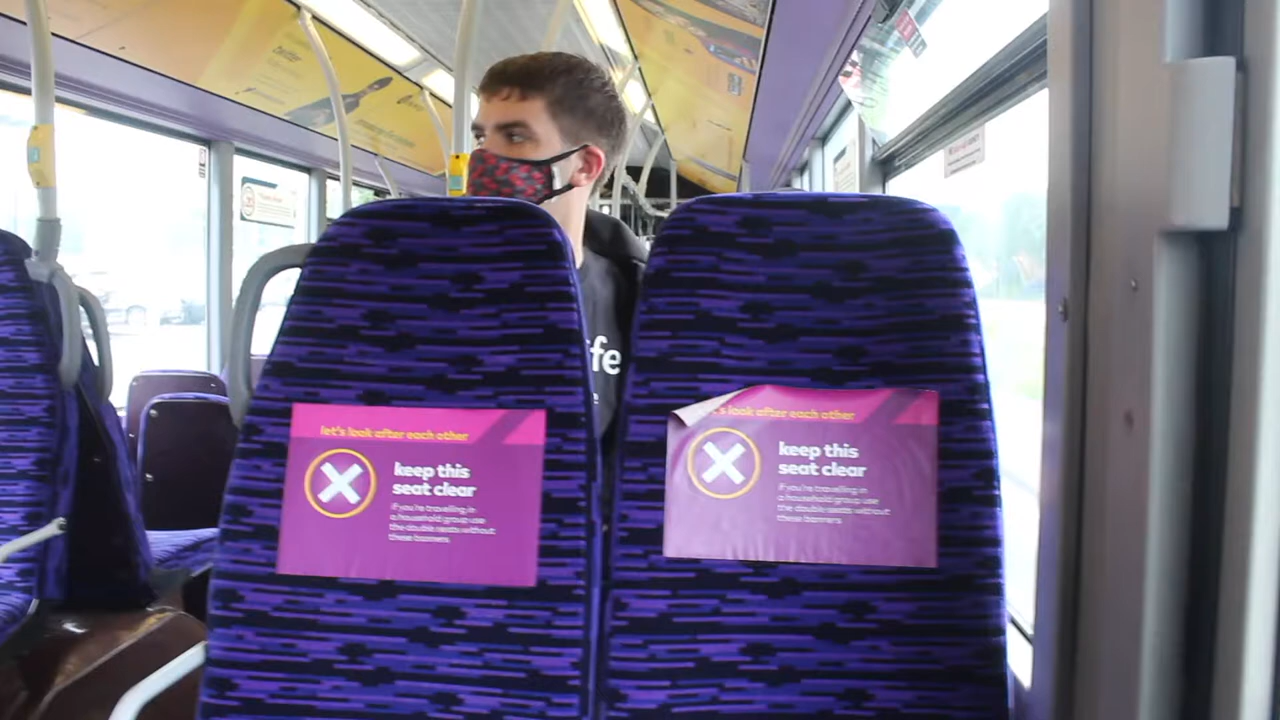 twitter
ife
let's look after each other
keep this
seat clear
if you're travelling in
a household group use
the double seats without
these banners
look after each other
keep this
seat clear
if you're travelling in
a household group use
the double seats without
these banners